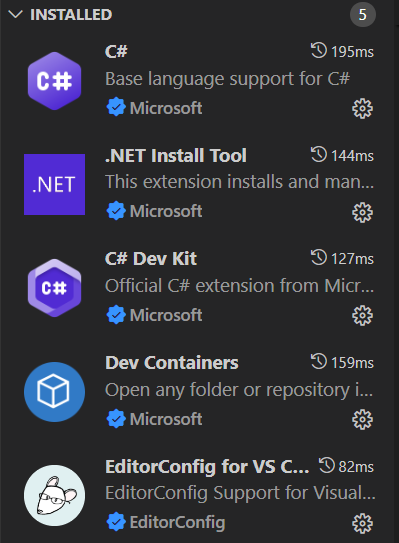 INSTALLED 5
C# 195ms
Base language support for C#
C#
Microsoft
.NET Install Tool 144ms
.NET
This extension installs and man...
Microsoft
C# Dev Kit 127ms
C#
Official C# extension from Micr...
Microsoft
Dev Containers 159ms
Open any folder or repository i...
Microsoft
EditorConfig for VS C... 82ms
EditorConfig Support for Visual...
EditorConfig